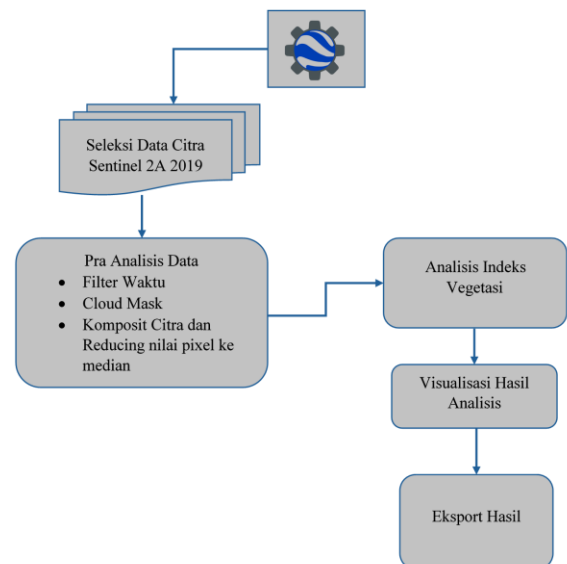 Seleksi Data Citra
Sentinel 2A 2019
Pra Analisis Data
• Filter Waktu
• Cloud Mask
• Komposit Citra dan
Reducing nilai pixel ke
median
Analisis Indeks
Vegetasi
Visualisasi Hasil
Analisis
Eksport Hasil